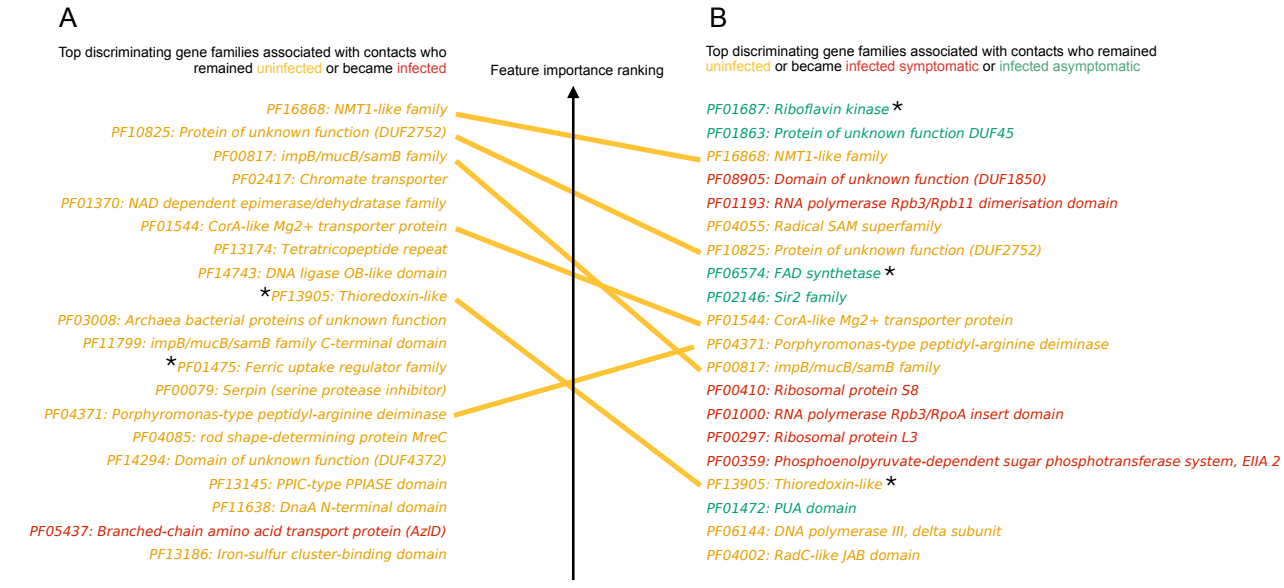 A
Top discriminating gene families associated with contacts who
remained uninfected or became infected
PF16868: NMT1-like family
PF10825: Protein of unknown function (DUF2752)
PF00817: impB/mucB/samB family
PF02417: Chromate transporter
PF01370: NAD dependent epimerase/dehydratase family
PF01544: CorA-like Mg2+ transporter protein
PF13174: Tetratricopeptide repeat
PF14743: DNA ligase OB-like domain
*PF13905: Thioredoxin-like
PF03008: Archaea bacterial proteins of unknown function
PF11799: impB/mucB/samB family C-terminal domain
*PF01475: Ferric uptake regulator family
PF00079: Serpin (serine protease inhibitor)
PF04371: Porphyromonas-type peptidyl-arginine deiminase
PF04085: rod shape-determining protein MreC
PF14294: Domain of unknown function (DUF4372)
PF13145: PPIC-type PPIASE domain
PF11638: DnaA N-terminal domain
PF05437: Branched-chain amino acid transport protein (AzlD)
PF13186: Iron-sulfur cluster-binding domain
Feature importance ranking
B
Top discriminating gene families associated with contacts who remained
uninfected or became infected symptomatic or infected asymptomatic
PF01687: Riboflavin kinase *
PF01863: Protein of unknown function DUF45
PF16868: NMT1-like family
PF08905: Domain of unknown function (DUF1850)
PF01193: RNA polymerase Rpb3/Rpb11 dimerisation domain
PF04055: Radical SAM superfamily
PF10825: Protein of unknown function (DUF2752)
PF06574: FAD synthetase *
PF02146: Sir2 family
PF01544: CorA-like Mg2+ transporter protein
PF04371: Porphyromonas-type peptidyl-arginine deiminase
PF00817: impB/mucB/samB family
PF00410: Ribosomal protein S8
PF01000: RNA polymerase Rpb3/RpoA insert domain
PF00297: Ribosomal protein L3
PF00359: Phosphoenolpyruvate-dependent sugar phosphotransferase system, EIIA 2
PF13905: Thioredoxin-like *
PF01472: PUA domain
PF06144: DNA polymerase III, delta subunit
PF04002: RadC-like JAB domain